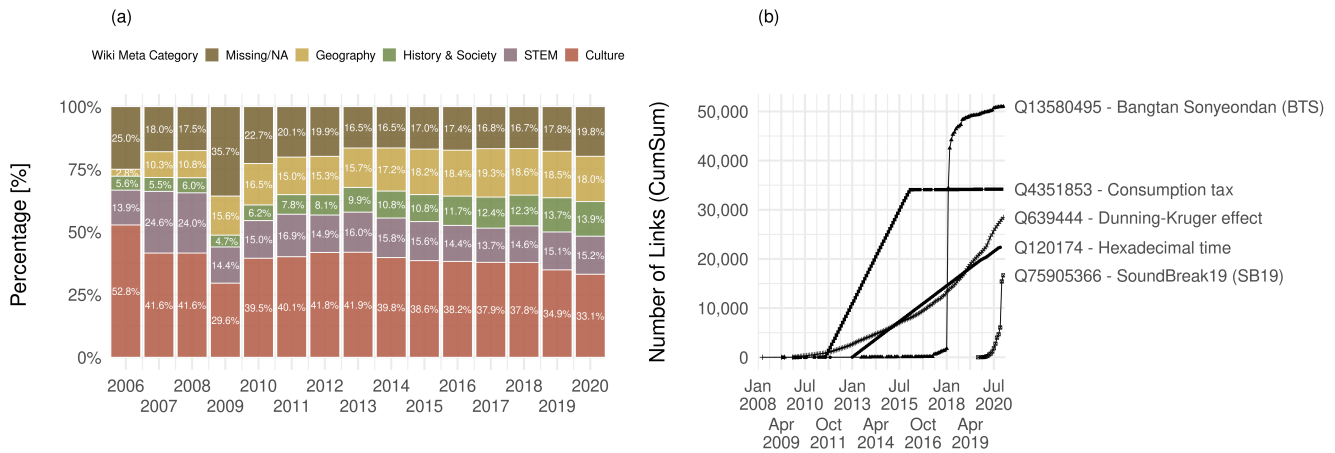 (a)
Wiki Meta Category Missing/NA Geography History & Society STEM Culture
Percentage [%]
100%
75%
50%
25%
0%
25.0% 18.0% 17.5% 35.7% 22.7% 20.1% 19.9% 16.5% 16.5% 17.0% 17.4% 16.8% 16.7% 17.8% 19.8%
2.8% 10.3% 10.8% 15.6% 16.5% 15.0% 15.3% 15.7% 17.2% 18.2% 18.4% 19.3% 18.6% 18.5% 18.0%
5.6% 5.5% 6.0% 4.7% 6.2% 7.8% 8.1% 9.9% 10.8% 10.8% 11.7% 12.4% 12.3% 13.7% 13.9%
13.9% 24.6% 24.0% 14.4% 15.0% 16.9% 14.9% 16.0% 15.8% 15.6% 14.4% 13.7% 14.6% 15.1% 15.2%
52.8% 41.6% 41.6% 29.6% 39.5% 40.1% 41.8% 41.9% 39.8% 38.6% 38.2% 37.9% 37.8% 34.9% 33.1%
2006 2008 2010 2012 2014 2016 2018 2020
2007 2009 2011 2013 2015 2017 2019
(b)
Number of Links (CumSum)
50,000
40,000
30,000
20,000
10,000
0
Q13580495 - Bangtan Sonyeondan (BTS)
Q4351853 - Consumption tax
Q639444 - Dunning-Kruger effect
Q120174 - Hexadecimal time
Q75905366 - SoundBreak19 (SB19)
Jan Jul Jan Jul Jan Jul
2008 2010 2013 2015 2018 2020
Apr Oct Apr Oct Apr
2009 2011 2014 2016 2019